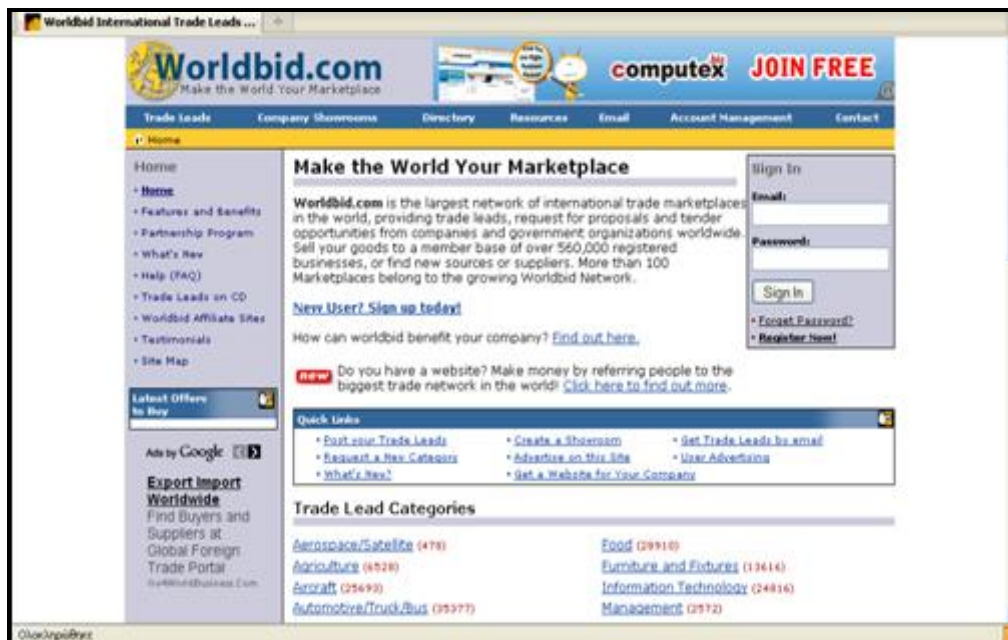 Worldbid International Trade Leads ...
Worldbid.com
Make the World Your Marketplace
computex biz
JOIN FREE
Trade Leads Company Showrooms Directory Resources Email Account Management Contact
Home
Home
Home
Features and Benefits
Partnership Program
What's New
Help (FAQ)
Trade Leads on CD
Worldbid Affiliate Sites
Testimonials
Site Map
Latest Offers
to Buy
Ads by Google
Export Import
Worldwide
Find Buyers and
Suppliers at
Global Foreign
Trade Portal
Make the World Your Marketplace
Worldbid.com is the largest network of international trade marketplaces
in the world, providing trade leads, request for proposals and tender
opportunities from companies and government organizations worldwide.
Sell your goods to a member base of over 560,000 registered
businesses, or find new sources or suppliers. More than 100
Marketplaces belong to the growing Worldbid Network.
New User? Sign up today!
How can worldbid benefit your company? Find out here.
new Do you have a website? Make money by referring people to the
biggest trade network in the world! Click here to find out more.
Sign In
Email:
Password:
Sign In
Forget Password?
Register Now!
Quick Links
Post your Trade Leads Create a Showroom Get Trade Leads by email
Request a New Category Advertise on this Site User Advertising
What's New? Get a Website for Your Company
Trade Lead Categories
Aerospace/Satellite (478) Food (28910)
Agriculture (6528) Furniture and Fixtures (13616)
Aircraft (25693) Information Technology (24816)
Automotive/Truck/Bus (35377) Management (2572)
Ολοκληρώθηκε